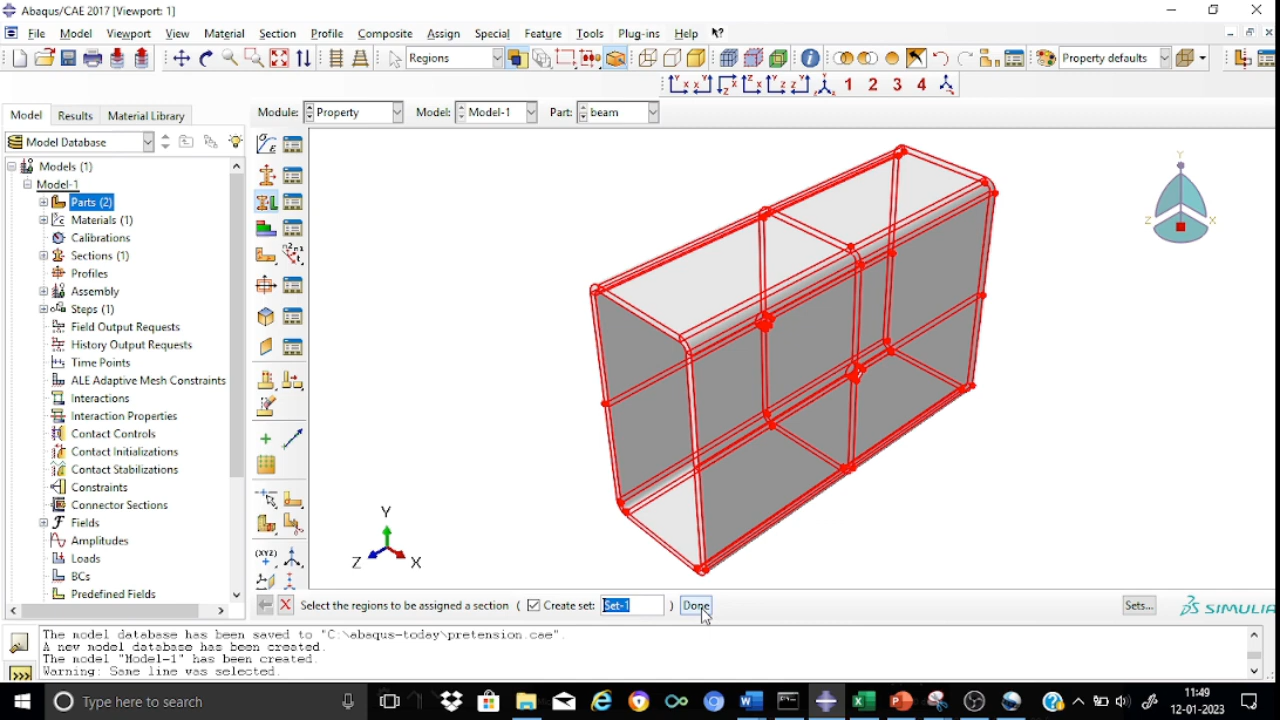 Abaqus/CAE 2017 [Viewport: 1]
File Model Viewport View Material Section Profile Composite Assign Special Feature Tools Plug-ins Help
Regions
Property defaults
1 2 3 4
Model Results Material Library
Module: Property Model: Model-1 Part: beam
Model Database
Models (1)
Model-1
Parts (2)
Materials (1)
Calibrations
Sections (1)
Profiles
Assembly
Steps (1)
Field Output Requests
History Output Requests
Time Points
ALE Adaptive Mesh Constraints
Interactions
Interaction Properties
Contact Controls
Contact Initializations
Contact Stabilizations
Constraints
Connector Sections
Fields
Amplitudes
Loads
BCs
Predefined Fields
Y
Z X
Y
Z X
Select the regions to be assigned a section ( Create set: Set-1 ) Done
Sets...
SIMULIA
The model database has been saved to "C:\abaqus-today\pretension.cae".
A new model database has been created.
The model "Model-1" has been created.
Warning: Same line was selected.
Type here to search
11:49
12-01-2023